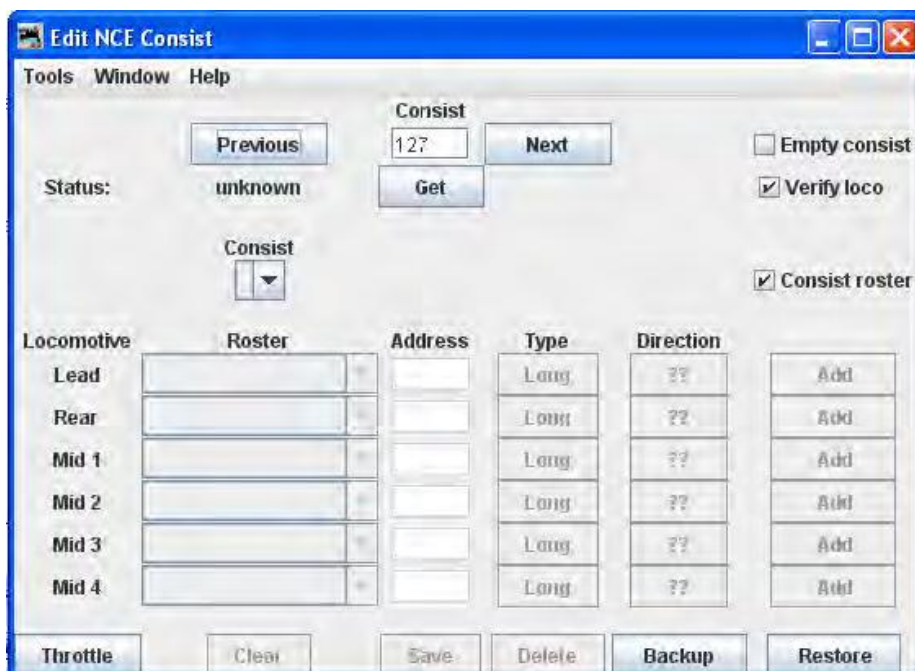 Edit NCE Consist
Tools Window Help
Consist
Previous 127 Next Empty consist
Status: unknown Get Verify loco
Consist
Consist roster
Locomotive Roster Address Type Direction
Lead Long ?? Add
Rear Long ?? Add
Mid 1 Long ?? Add
Mid 2 Long ?? Add
Mid 3 Long ?? Add
Mid 4 Long ?? Add
Throttle Clear Save Delete Backup Restore